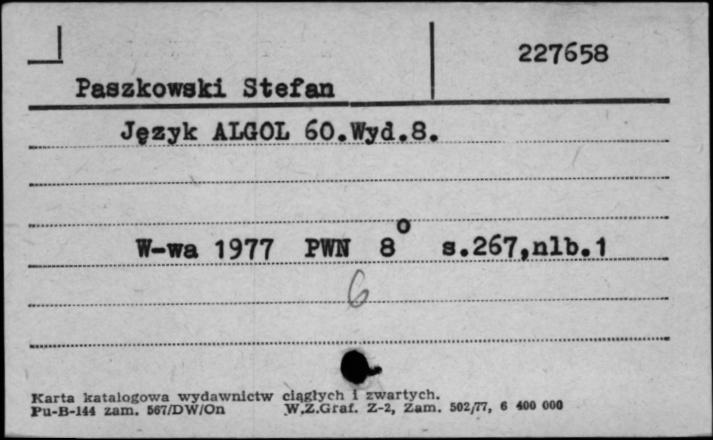 227658
Paszkowski Stefan
Język ALGOL 60.Wyd.8.
W-wa 1977 PWN 8° s.267,nlb.1
6
Karta katalogowa wydawnictw ciągłych i zwartych.
Pu-B-144 zam. 567/DW/On W.Z.Graf. Z-2, Zam. 502/77, 6 400 000